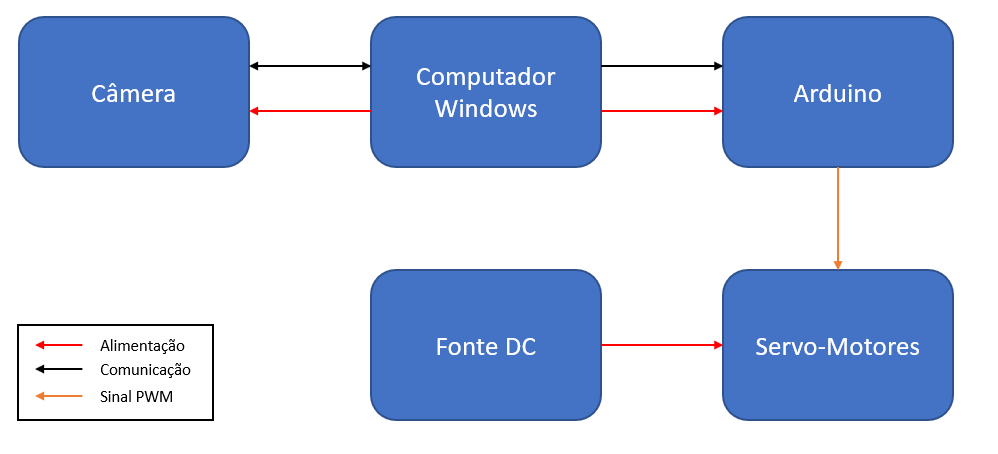 Câmera
Computador
Windows
Arduino
Fonte DC
Servo-Motores
Alimentação
Comunicação
Sinal PWM